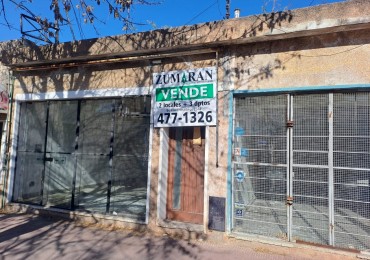 ZUMARAN
VENDE
2 locales + 3 dptos
477-1326